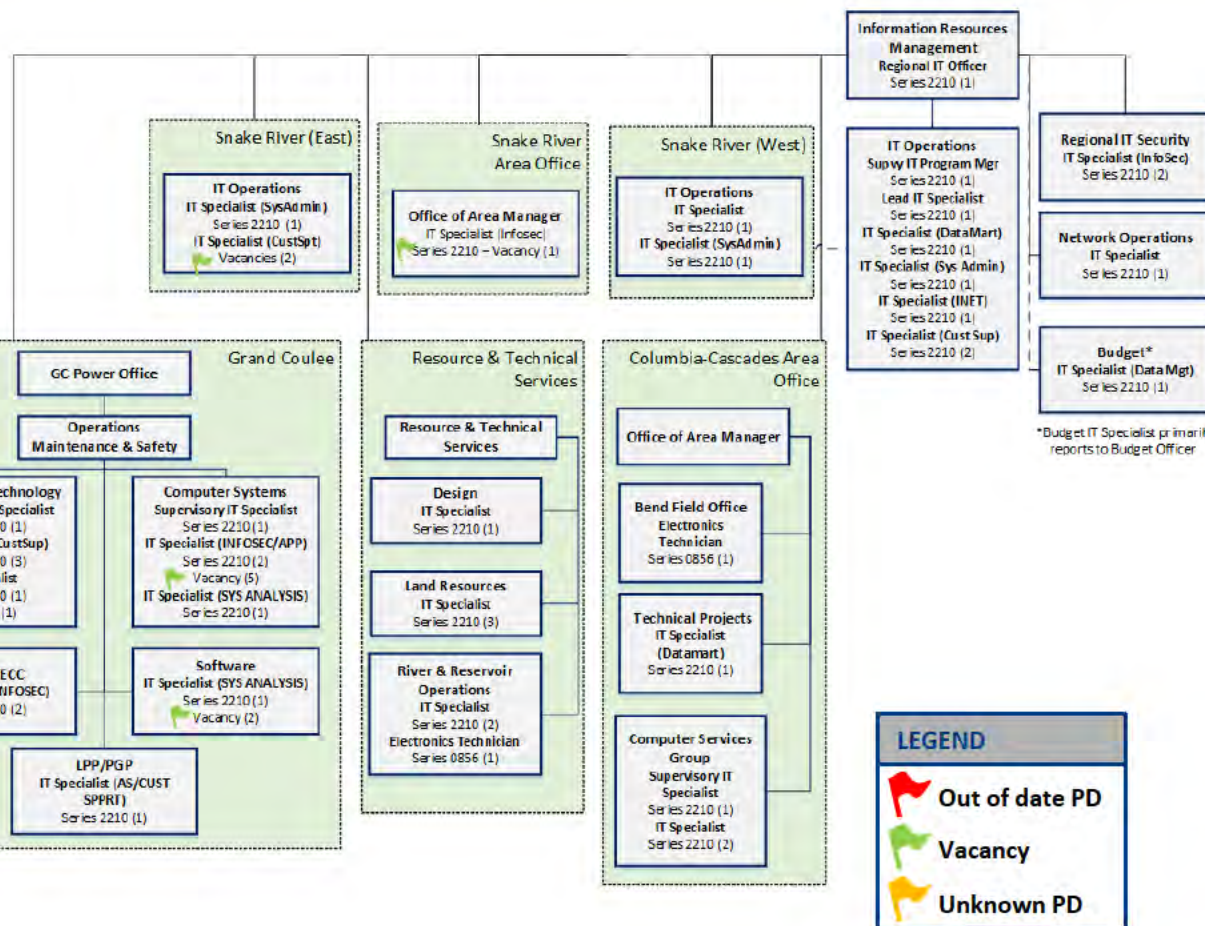 Information Resources
Management
Regional IT Officer
Series 2210 (1)
Snake River (East)
IT Operations
IT Specialist (SysAdmin)
Series 2210 (1)
IT Specialist (CustSpt)
Vacancies (2)
Snake River
Area Office
Office of Area Manager
IT Specialist (Infosec)
Series 2210 – Vacancy (1)
Snake River (West)
IT Operations
IT Specialist
Series 2210 (1)
IT Specialist (SysAdmin)
Series 2210 (1)
IT Operations
Supvy IT Program Mgr
Series 2210 (1)
Lead IT Specialist
Series 2210 (1)
IT Specialist (DataMart)
Series 2210 (1)
IT Specialist (Sys Admin)
Series 2210 (1)
IT Specialist (INET)
Series 2210 (1)
IT Specialist (Cust Sup)
Series 2210 (2)
Regional IT Security
IT Specialist (InfoSec)
Series 2210 (2)
Network Operations
IT Specialist
Series 2210 (1)
Budget*
IT Specialist (Data Mgt)
Series 2210 (1)
*Budget IT Specialist primaril
reports to Budget Officer
Grand Coulee
GC Power Office
Operations
Maintenance & Safety
echnology
Specialist
0 (1)
CustSup)
0 (3)
list
0 (1)
(1)
Computer Systems
Supervisory IT Specialist
Series 2210 (1)
IT Specialist (INFOSEC/APP)
Series 2210 (2)
Vacancy (5)
IT Specialist (SYS ANALYSIS)
Series 2210 (1)
ECC
NFOSEC)
0 (2)
Software
IT Specialist (SYS ANALYSIS)
Series 2210 (1)
Vacancy (2)
LPP/PGP
IT Specialist (AS/CUST
SPPRT)
Series 2210 (1)
Resource & Technical
Services
Resource & Technical
Services
Design
IT Specialist
Series 2210 (1)
Land Resources
IT Specialist
Series 2210 (3)
River & Reservoir
Operations
IT Specialist
Series 2210 (2)
Electronics Technician
Series 0856 (1)
Columbia-Cascades Area
Office
Office of Area Manager
Bend Field Office
Electronics
Technician
Series 0856 (1)
Technical Projects
IT Specialist
(Datamart)
Series 2210 (1)
Computer Services
Group
Supervisory IT
Specialist
Series 2210 (1)
IT Specialist
Series 2210 (2)
LEGEND
Out of date PD
Vacancy
Unknown PD